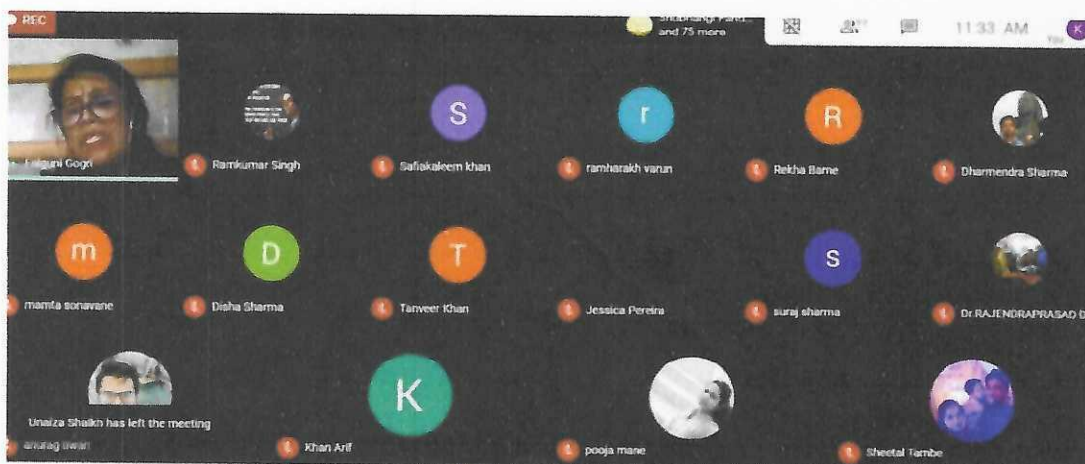 REC
and 75 more
11:33 AM
You
K
Falguni Gogri
Ramkumar Singh
S
Safiakaleem khan
r
ramharakh varun
R
Rekha Barne
Dharmendra Sharma
m
mamta sonavane
D
Disha Sharma
T
Tanveer Khan
Jessica Pereira
s
suraj sharma
Dr.RAJENDRAPRASAD D
Unaiza Shaikh has left the meeting
anurag tiwari
K
Khan Arif
pooja mane
Sheetal Tambe